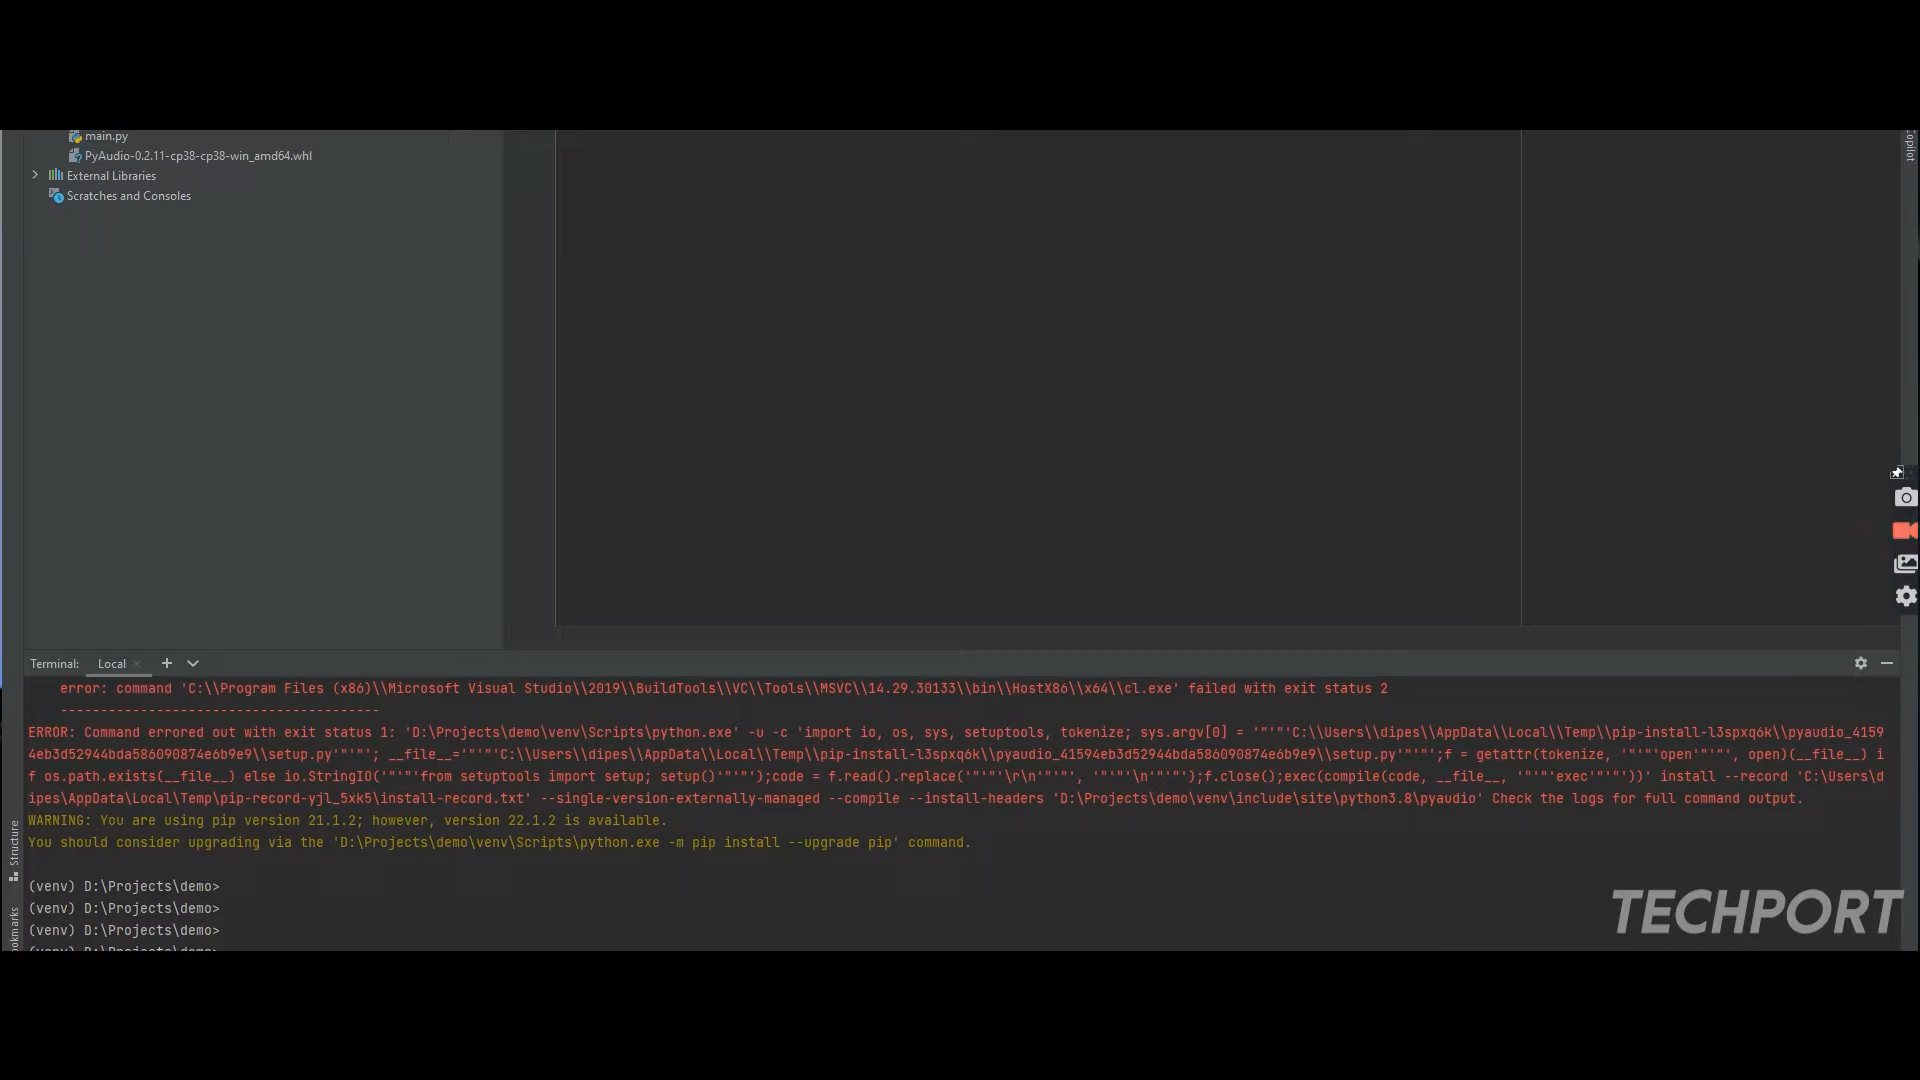 main.py
PyAudio-0.2.11-cp38-cp38-win_amd64.whl
External Libraries
Scratches and Consoles
Copilot
Terminal: Local
error: command 'C:\\Program Files (x86)\\Microsoft Visual Studio\\2019\\BuildTools\\VC\\Tools\\MSVC\\14.29.30133\\bin\\HostX86\\x64\\cl.exe' failed with exit status 2
----------------------------------------
ERROR: Command errored out with exit status 1: 'D:\Projects\demo\venv\Scripts\python.exe' -u -c 'import io, os, sys, setuptools, tokenize; sys.argv[0] = '"'"'C:\\Users\\dipes\\AppData\\Local\\Temp\\pip-install-l3spxq6k\\pyaudio_41594
4eb3d52944bda586090874e6b9e9\\setup.py'"'"'; __file__='"'"'C:\\Users\\dipes\\AppData\\Local\\Temp\\pip-install-l3spxq6k\\pyaudio_41594eb3d52944bda586090874e6b9e9\\setup.py'"'"';f = getattr(tokenize, '"'"'open'"'"', open)(__file__) i
f os.path.exists(__file__) else io.StringIO('"'"'from setuptools import setup; setup()'"'"');code = f.read().replace('"'"'\r\n'"'"', '"'"'\n'"'"');f.close();exec(compile(code, __file__, '"'"'exec'"'"'))' install --record 'C:\Users\d
ipes\AppData\Local\Temp\pip-record-yjl_5xk5\install-record.txt' --single-version-externally-managed --compile --install-headers 'D:\Projects\demo\venv\include\site\python3.8\pyaudio' Check the logs for full command output.
WARNING: You are using pip version 21.1.2; however, version 22.1.2 is available.
You should consider upgrading via the 'D:\Projects\demo\venv\Scripts\python.exe -m pip install --upgrade pip' command.
(venv) D:\Projects\demo>
(venv) D:\Projects\demo>
(venv) D:\Projects\demo>
Structure
TECHPORT